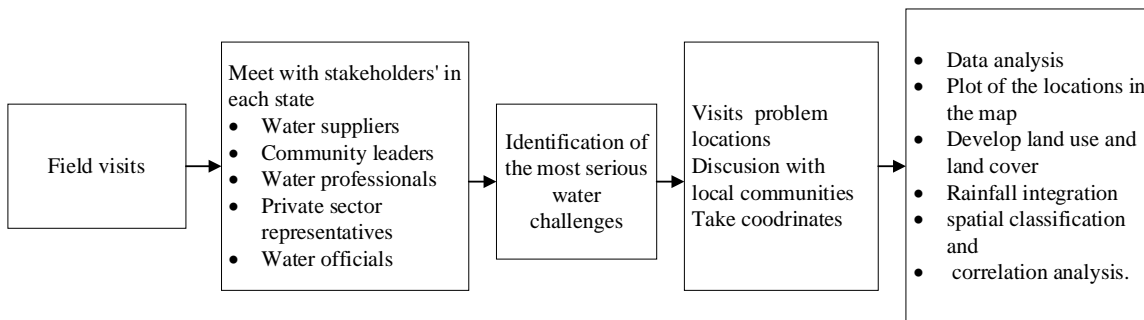 Field visits
Meet with stakeholders' in
each state
• Water suppliers
• Community leaders
• Water professionals
• Private sector
representatives
• Water officials
Identification of
the most serious
water
challenges
Visits problem
locations
Discusion with
local communities
Take coodrinates
• Data analysis
• Plot of the locations in
the map
• Develop land use and
land cover
• Rainfall integration
• spatial classification
and
• correlation analysis.